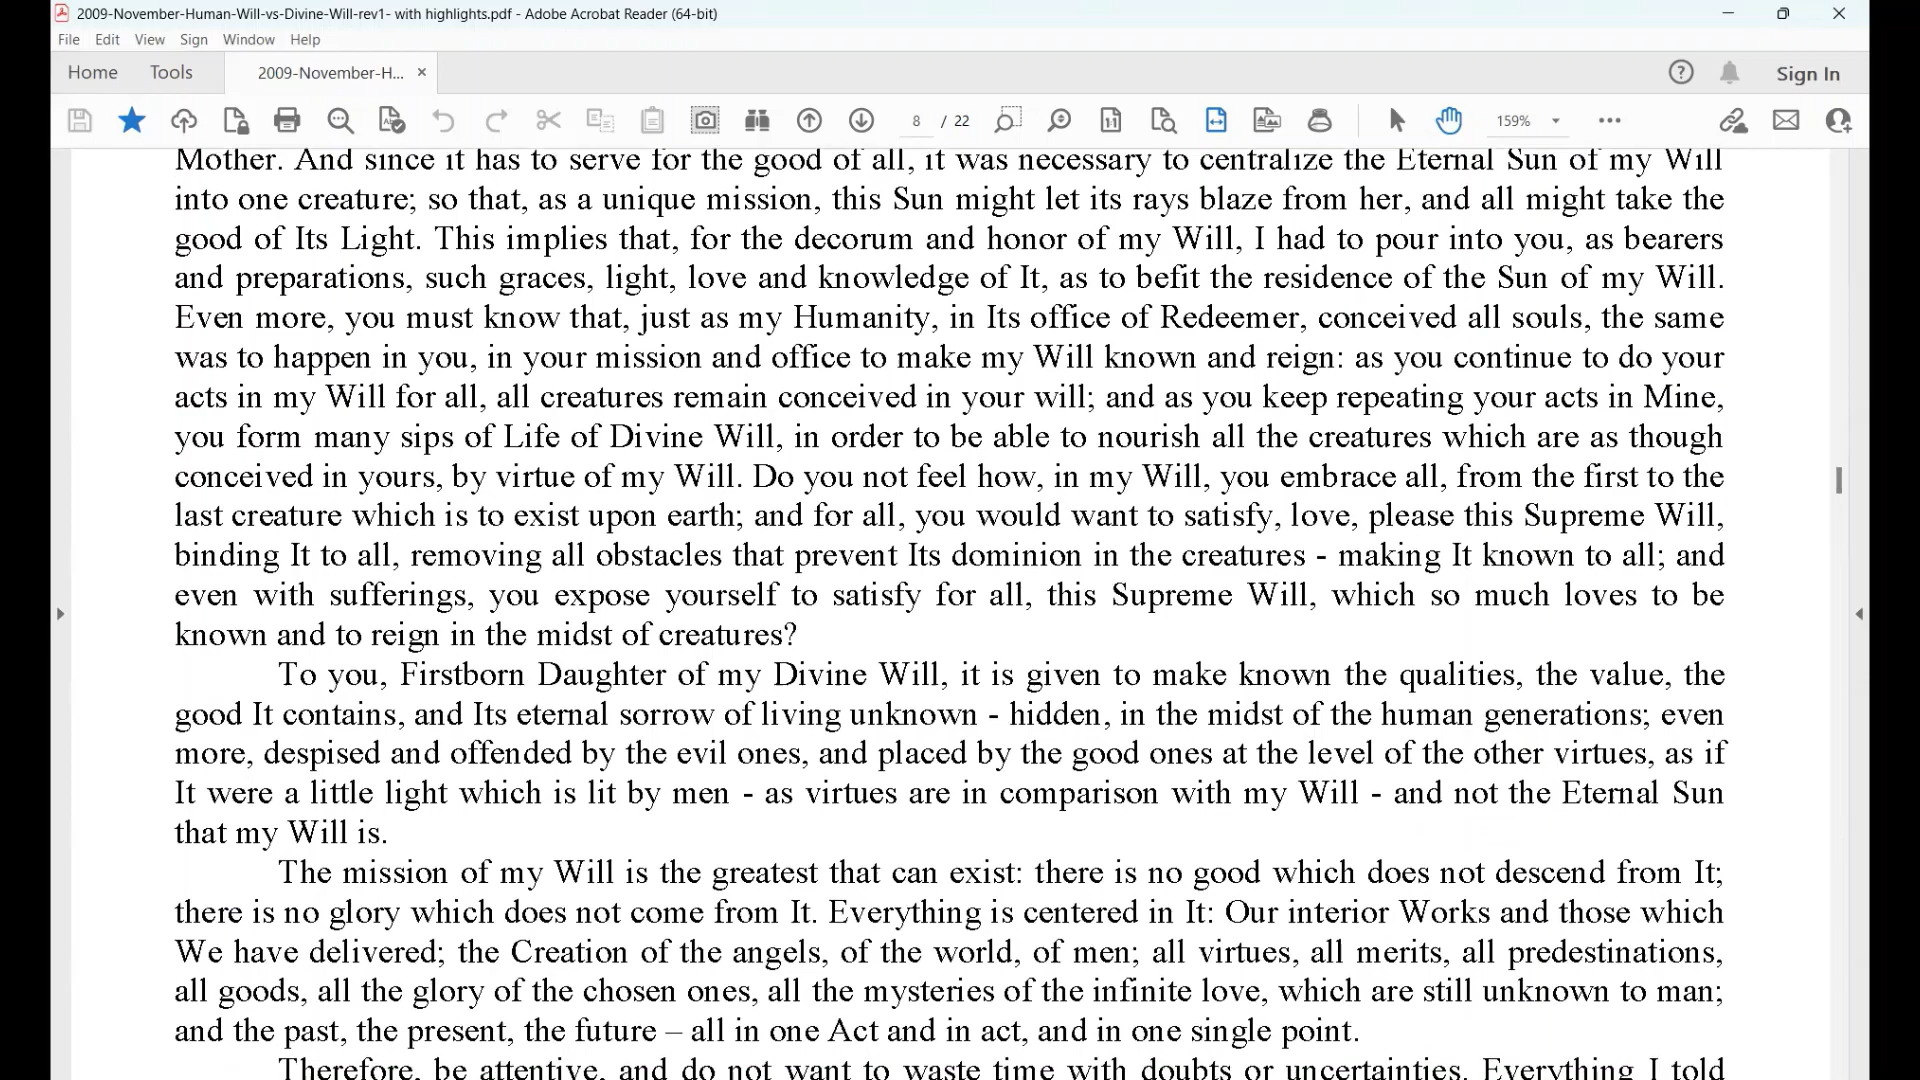 2009-November-Human-Will-vs-Divine-Will-rev1- with highlights.pdf - Adobe Acrobat Reader (64-bit)
File Edit View Sign Window Help
Home Tools 2009-November-H... × Sign In
8 / 22 159%
Mother. And since it has to serve for the good of all, it was necessary to centralize the Eternal Sun of my Will
into one creature; so that, as a unique mission, this Sun might let its rays blaze from her, and all might take the
good of Its Light. This implies that, for the decorum and honor of my Will, I had to pour into you, as bearers
and preparations, such graces, light, love and knowledge of It, as to befit the residence of the Sun of my Will.
Even more, you must know that, just as my Humanity, in Its office of Redeemer, conceived all souls, the same
was to happen in you, in your mission and office to make my Will known and reign: as you continue to do your
acts in my Will for all, all creatures remain conceived in your will; and as you keep repeating your acts in Mine,
you form many sips of Life of Divine Will, in order to be able to nourish all the creatures which are as though
conceived in yours, by virtue of my Will. Do you not feel how, in my Will, you embrace all, from the first to the
last creature which is to exist upon earth; and for all, you would want to satisfy, love, please this Supreme Will,
binding It to all, removing all obstacles that prevent Its dominion in the creatures - making It known to all; and
even with sufferings, you expose yourself to satisfy for all, this Supreme Will, which so much loves to be
known and to reign in the midst of creatures?
To you, Firstborn Daughter of my Divine Will, it is given to make known the qualities, the value, the
good It contains, and Its eternal sorrow of living unknown - hidden, in the midst of the human generations; even
more, despised and offended by the evil ones, and placed by the good ones at the level of the other virtues, as if
It were a little light which is lit by men - as virtues are in comparison with my Will - and not the Eternal Sun
that my Will is.
The mission of my Will is the greatest that can exist: there is no good which does not descend from It;
there is no glory which does not come from It. Everything is centered in It: Our interior Works and those which
We have delivered; the Creation of the angels, of the world, of men; all virtues, all merits, all predestinations,
all goods, all the glory of the chosen ones, all the mysteries of the infinite love, which are still unknown to man;
and the past, the present, the future – all in one Act and in act, and in one single point.
Therefore, be attentive, and do not want to waste time with doubts or uncertainties. Everything I told